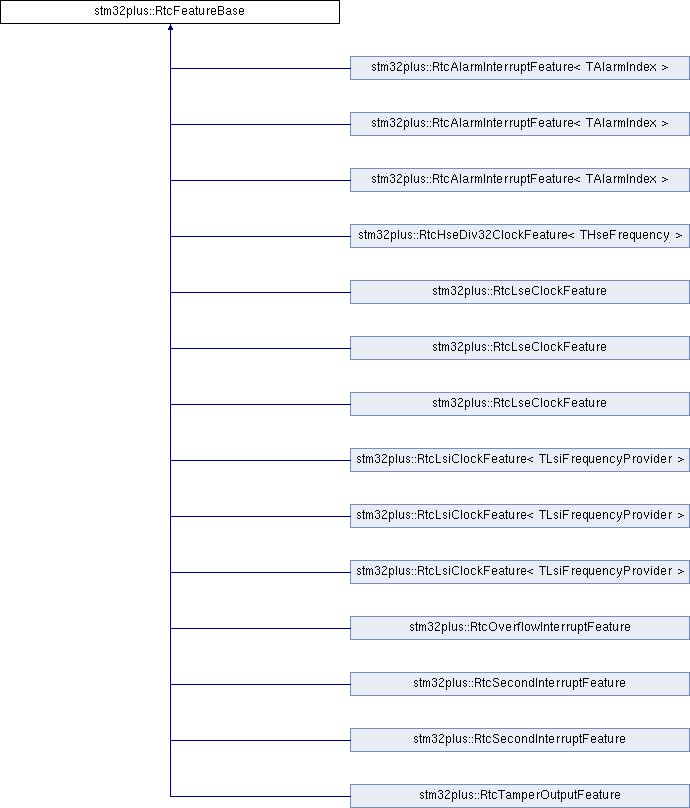 stm32plus::RtcFeatureBase
stm32plus::RtcAlarmInterruptFeature< TAlarmIndex >
stm32plus::RtcAlarmInterruptFeature< TAlarmIndex >
stm32plus::RtcAlarmInterruptFeature< TAlarmIndex >
stm32plus::RtcHseDiv32ClockFeature< THseFrequency >
stm32plus::RtcLseClockFeature
stm32plus::RtcLseClockFeature
stm32plus::RtcLseClockFeature
stm32plus::RtcLsiClockFeature< TLsiFrequencyProvider >
stm32plus::RtcLsiClockFeature< TLsiFrequencyProvider >
stm32plus::RtcLsiClockFeature< TLsiFrequencyProvider >
stm32plus::RtcOverflowInterruptFeature
stm32plus::RtcSecondInterruptFeature
stm32plus::RtcSecondInterruptFeature
stm32plus::RtcTamperOutputFeature